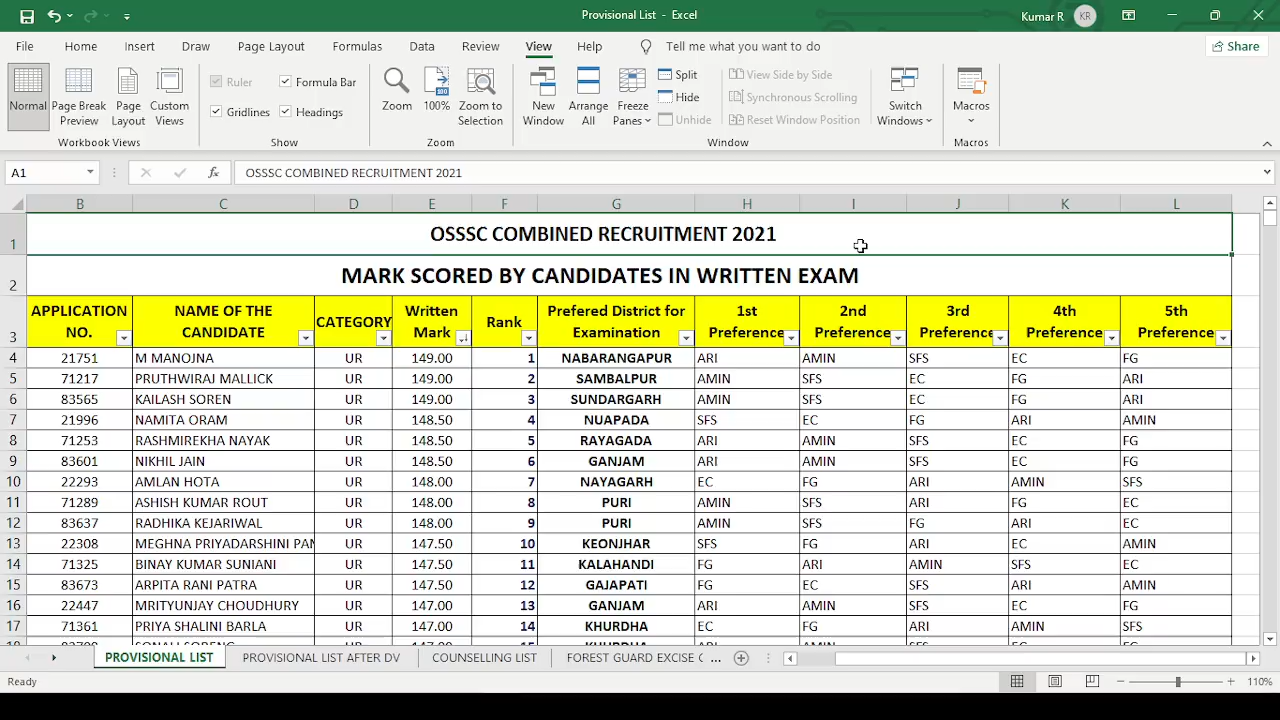 Provisional List - Excel
Kumar R KR
File Home Insert Draw Page Layout Formulas Data Review View Help Tell me what you want to do Share
Normal Page Break Preview Page Layout Custom Views
Ruler Formula Bar
Gridlines Headings
Zoom 100% Zoom to Selection
New Window Arrange All Freeze Panes
Split
Hide
Unhide
View Side by Side
Synchronous Scrolling
Reset Window Position
Switch Windows Macros
Workbook Views Show Zoom Window Macros
A1 fx OSSSC COMBINED RECRUITMENT 2021
B C D E F G H I J K L
1 OSSSC COMBINED RECRUITMENT 2021
2 MARK SCORED BY CANDIDATES IN WRITTEN EXAM
3 APPLICATION NO. NAME OF THE CANDIDATE CATEGORY Written Mark Rank Prefered District for Examination 1st Preference 2nd Preference 3rd Preference 4th Preference 5th Preference
4 21751 M MANOJNA UR 149.00 1 NABARANGAPUR ARI AMIN SFS EC FG
5 71217 PRUTHWIRAJ MALLICK UR 149.00 2 SAMBALPUR AMIN SFS EC FG ARI
6 83565 KAILASH SOREN UR 149.00 3 SUNDARGARH AMIN SFS EC FG ARI
7 21996 NAMITA ORAM UR 148.50 4 NUAPADA SFS EC FG ARI AMIN
8 71253 RASHMIREKHA NAYAK UR 148.50 5 RAYAGADA ARI AMIN SFS EC FG
9 83601 NIKHIL JAIN UR 148.50 6 GANJAM ARI AMIN SFS EC FG
10 22293 AMLAN HOTA UR 148.00 7 NAYAGARH EC FG ARI AMIN SFS
11 71289 ASHISH KUMAR ROUT UR 148.00 8 PURI AMIN SFS ARI FG EC
12 83637 RADHIKA KEJARIWAL UR 148.00 9 PURI AMIN SFS FG ARI EC
13 22308 MEGHNA PRIYADARSHINI PAN UR 147.50 10 KEONJHAR SFS FG ARI EC AMIN
14 71325 BINAY KUMAR SUNIANI UR 147.50 11 KALAHANDI FG ARI AMIN SFS EC
15 83673 ARPITA RANI PATRA UR 147.50 12 GAJAPATI FG EC SFS ARI AMIN
16 22447 MRITYUNJAY CHOUDHURY UR 147.00 13 GANJAM ARI AMIN SFS EC FG
17 71361 PRIYA SHALINI BARLA UR 147.00 14 KHURDHA EC FG ARI AMIN SFS
PROVISIONAL LIST PROVISIONAL LIST AFTER DV COUNSELLING LIST FOREST GUARD EXCISE C ...
Ready 110%